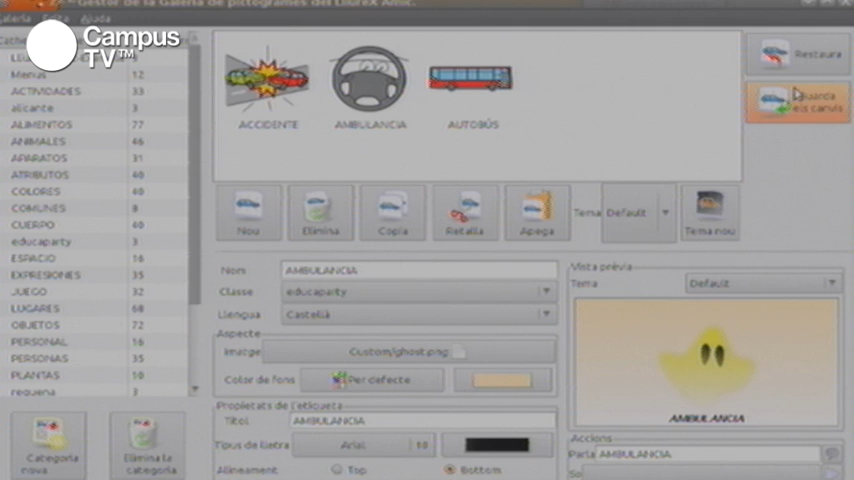 Gestor de la Galeria de pictogrames del LliureX Amic.
Galeria Edita Ajuda
Campus
TV™
Menus 12
ACTIVIDADES 33
alicante 3
ALIMENTOS 77
ANIMALES 46
APARATOS 31
ATRIBUTOS 40
COLORES 40
COMUNES 8
CUERPO 40
educaparty 3
ESPACIO 16
EXPRESIONES 35
JUEGO 32
LUGARES 68
OBJETOS 72
PERSONAL 16
PERSONAS 35
PLANTAS 10
requena 3
Categoria
nova
Elimina la
categoria
ACCIDENTE AMBULANCIA AUTOBÚS
Restaura
Guarda
els canvis
Nou Elimina Copia Retalla Apega Tema Default Tema nou
Nom AMBULANCIA
Classe educaparty
Llengua Castellà
Aspecte
Imatge Custom/ghost.png
Color de fons Per defecte
Propietats de l'etiqueta
Títol AMBULANCIA
Tipus de lletra Arial 10
Alineament Top Bottom
Vista prèvia
Tema Default
AMBULANCIA
Accions
Parla AMBULANCIA